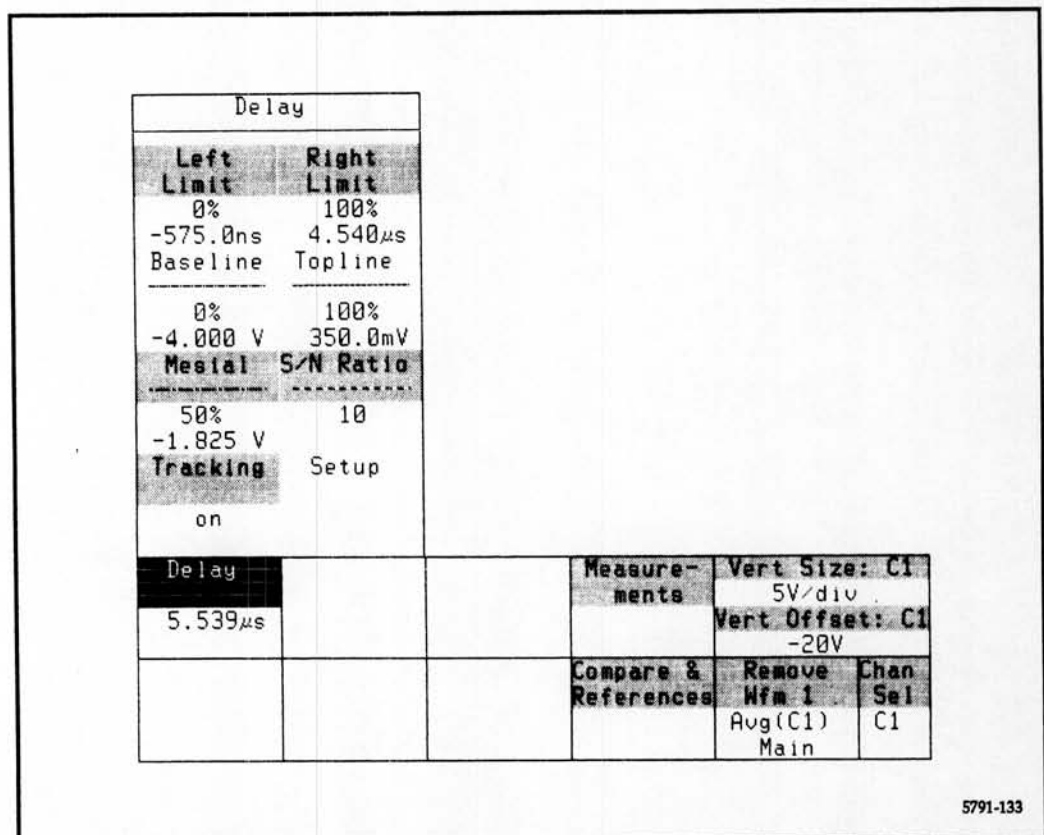 Delay
Left Right
Limit Limit
0% 100%
-575.0ns 4.540µs
Baseline Topline
0% 100%
-4.000 V 350.0mV
Mesial S/N Ratio
50% 10
-1.825 V
Tracking Setup
on
Delay Measure- Vert Size: C1
ments 5V/div
5.539µs Vert Offset: C1
-20V
Compare & Remove Chan
References Wfm 1 Sel
Avg(C1) C1
Main
5791-133